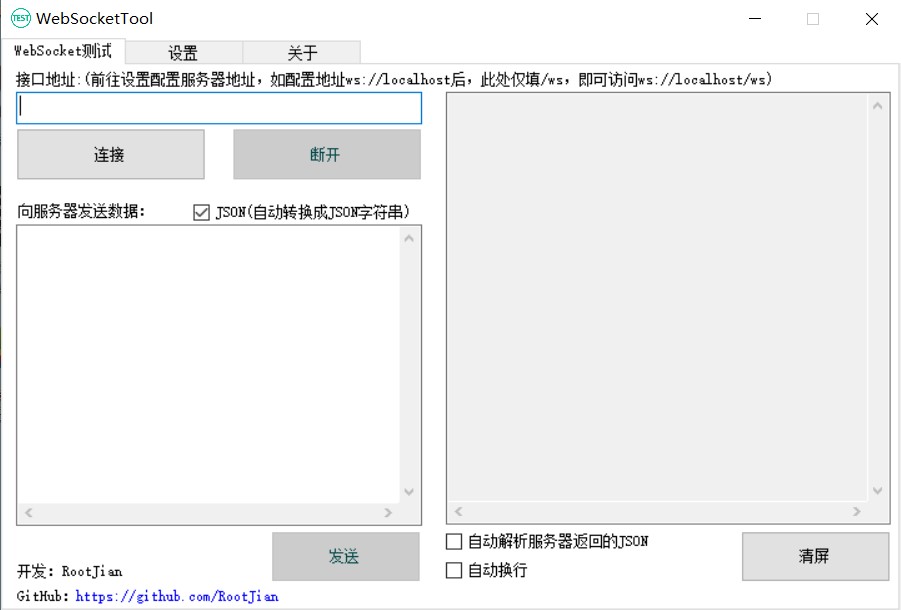 TEST WebSocketTool
WebSocket测试 设置 关于
接口地址:(前往设置配置服务器地址，如配置地址ws://localhost后，此处仅填/ws，即可访问ws://localhost/ws)
连接 断开
向服务器发送数据: JSON(自动转换成JSON字符串)
发送
自动解析服务器返回的JSON
自动换行
清屏
开发: RootJian
GitHub: https://github.com/RootJian